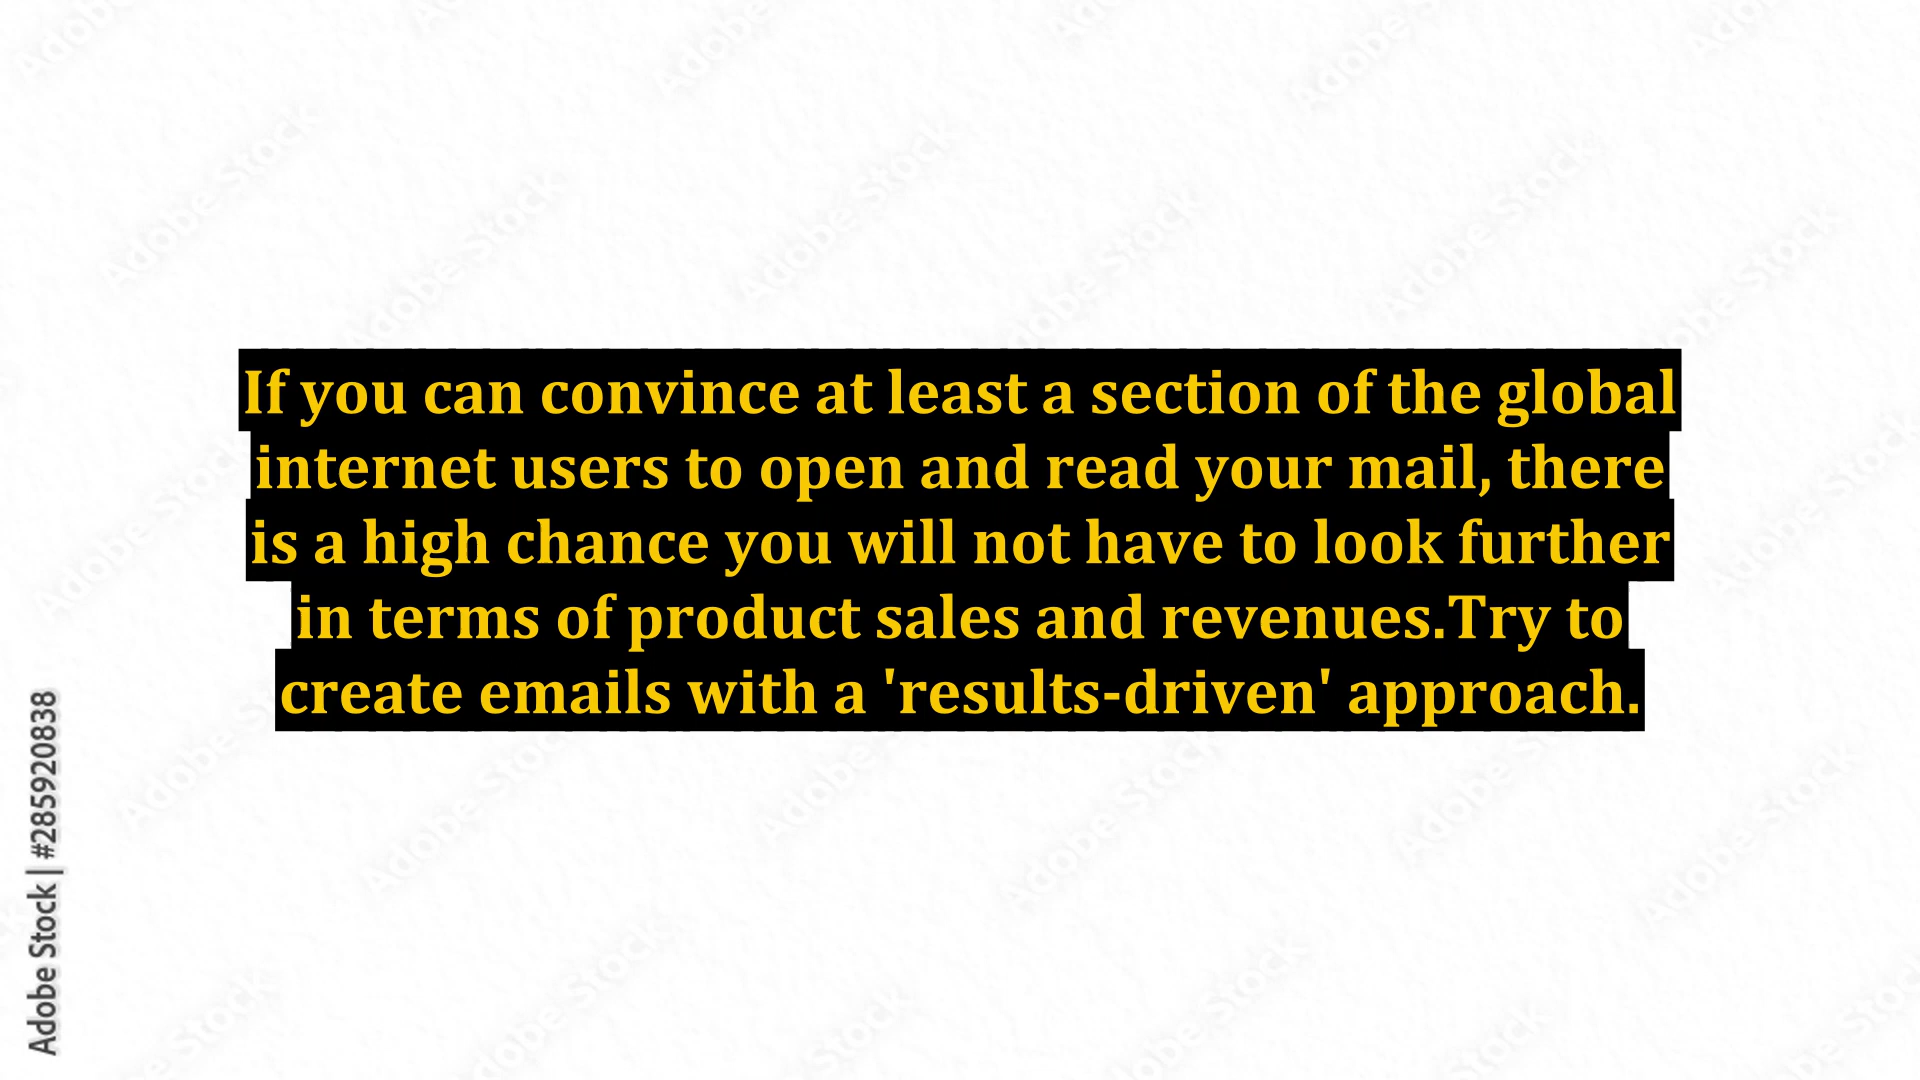 If you can convince at least a section of the global
internet users to open and read your mail, there
is a high chance you will not have to look further
in terms of product sales and revenues.Try to
create emails with a 'results-driven' approach.
Adobe Stock | #285920838